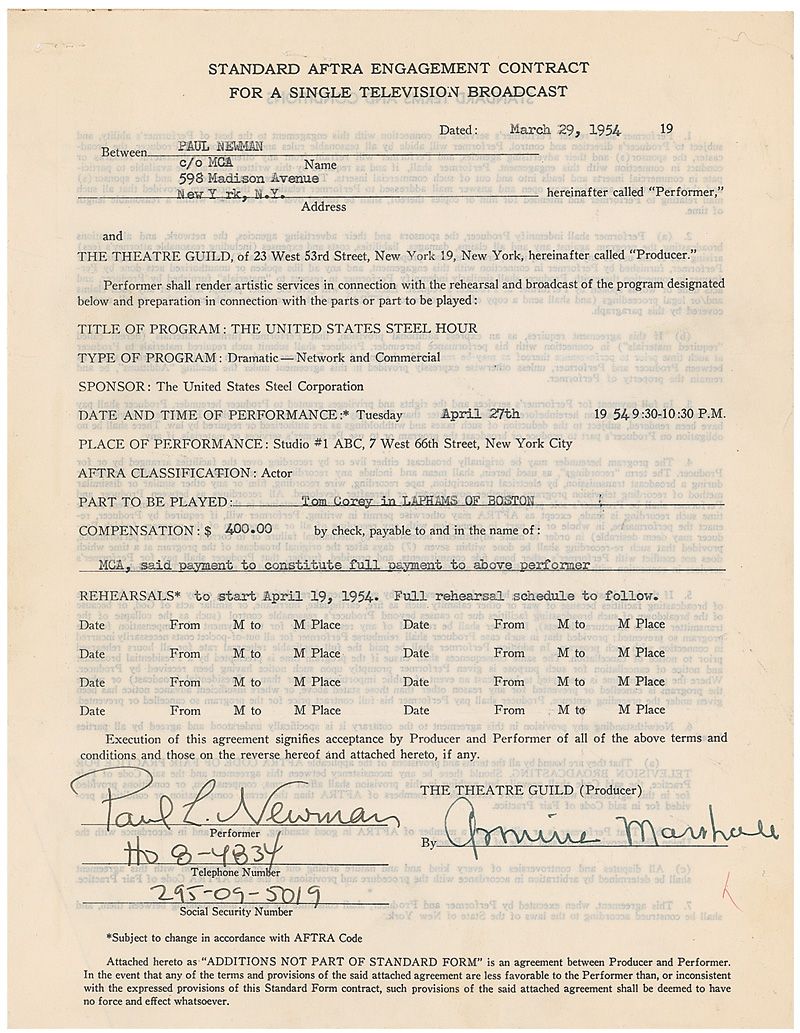 STANDARD AFTRA ENGAGEMENT CONTRACT
FOR A SINGLE TELEVISION BROADCAST
Dated: March 29, 1954 19
Between PAUL NEWMAN
c/o MCA Name
598 Madison Avenue
New Y rk, N.Y. hereinafter called "Performer,"
Address
and
THE THEATRE GUILD, of 23 West 53rd Street, New York 19, New York, hereinafter called "Producer."
Performer shall render artistic services in connection with the rehearsal and broadcast of the program designated
below and preparation in connection with the parts or part to be played:
TITLE OF PROGRAM: THE UNITED STATES STEEL HOUR
TYPE OF PROGRAM: Dramatic—Network and Commercial
SPONSOR: The United States Steel Corporation
DATE AND TIME OF PERFORMANCE:* Tuesday April 27th 19 54 9:30-10:30 P.M.
PLACE OF PERFORMANCE: Studio #1 ABC, 7 West 66th Street, New York City
AFTRA CLASSIFICATION: Actor
PART TO BE PLAYED: Tom Corey in LAPHAMS OF BOSTON ;
COMPENSATION: $ 400.00 by check, payable to and in the name of:
MCA, said payment to constitute full payment to above performer
REHEARSALS* to start April 19, 1954. Full rehearsal schedule to follow.
Date From M to M Place Date From M to M Place
Date From M to M Place Date From M to M Place
Date From M to M Place Date From M to M Place
Date From M to M Place Date From M to M Place
Execution of this agreement signifies acceptance by Producer and Performer of all of the above terms and
conditions and those on the reverse hereof and attached hereto, if any.
THE THEATRE GUILD (Producer)
Paul L. Newman
Performer
By Armina Marshall
HO 8-4834
Telephone Number
295-09-5019
Social Security Number
*Subject to change in accordance with AFTRA Code
Attached hereto as "ADDITIONS NOT PART OF STANDARD FORM" is an agreement between Producer and Performer.
In the event that any of the terms and provisions of the said attached agreement are less favorable to the Performer than, or inconsistent
with the expressed provisions of this Standard Form contract, such provisions of the said attached agreement shall be deemed to have
no force and effect whatsoever.